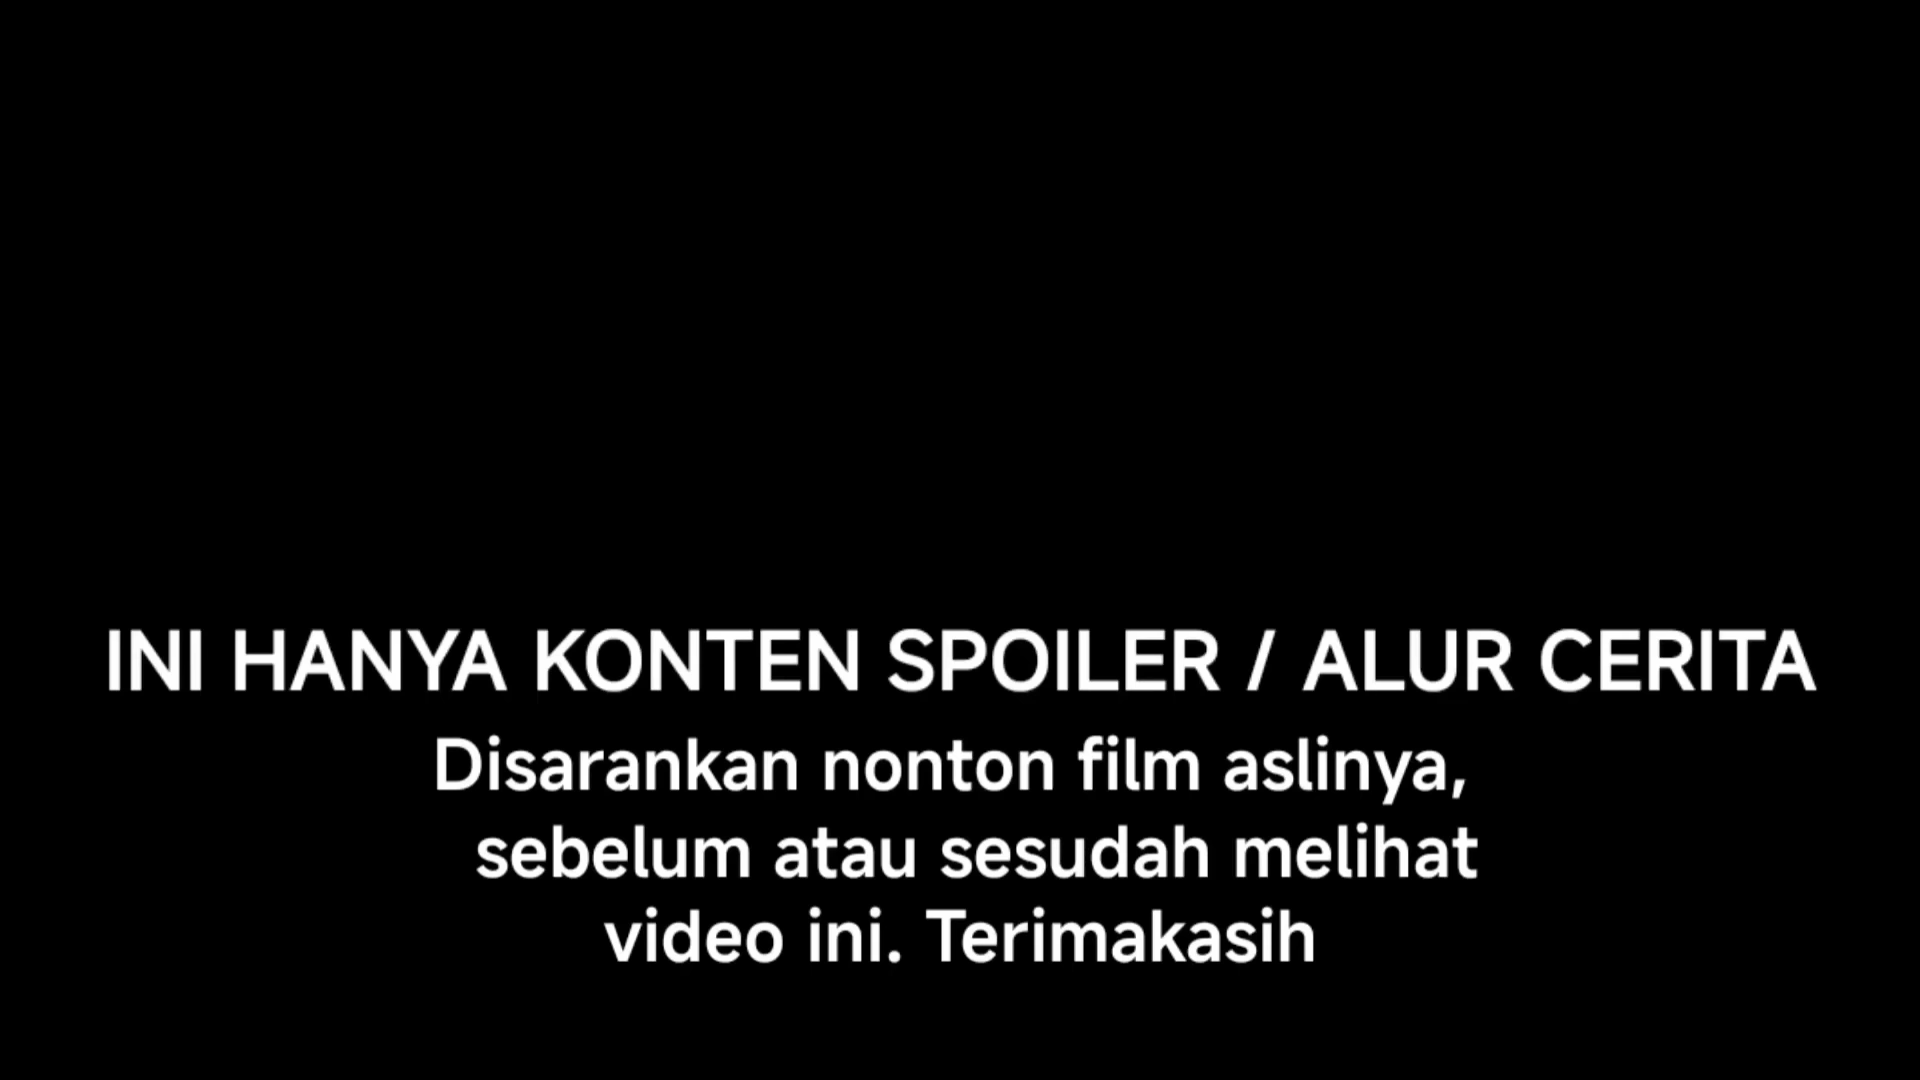 INI HANYA KONTEN SPOILER / ALUR CERITA
Disarankan nonton film aslinya,
sebelum atau sesudah melihat
video ini. Terimakasih